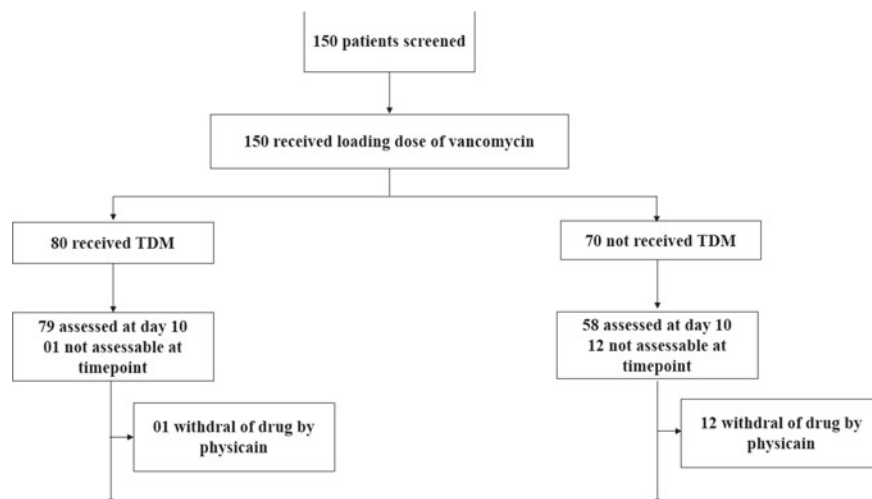 150 patients screened
150 received loading dose of vancomycin
80 received TDM
70 not received TDM
79 assessed at day 10
01 not assessable at
timepoint
58 assessed at day 10
12 not assessable at
timepoint
01 withdral of drug by
physicain
12 withdral of drug by
physicain